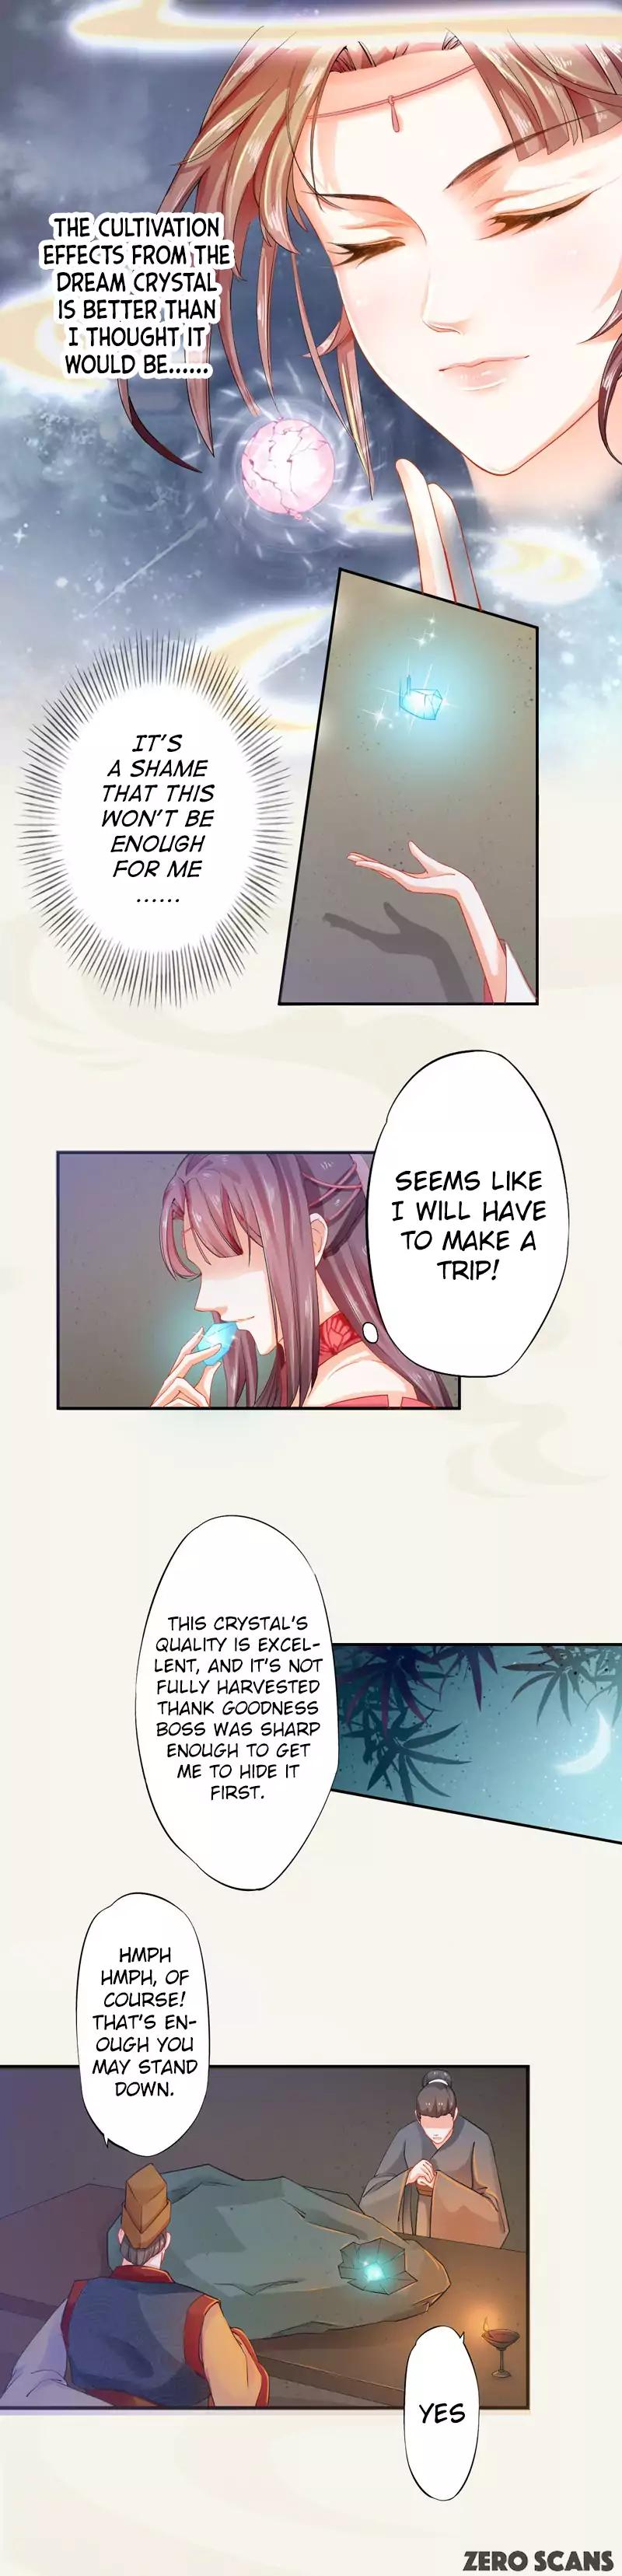 THE CULTIVATION
EFFECTS FROM THE
DREAM CRYSTAL
IS BETTER THAN
I THOUGHT IT
WOULD BE......
IT'S
A SHAME
THAT THIS
WON'T BE
ENOUGH
FOR ME
......
SEEMS LIKE
I WILL HAVE
TO MAKE A
TRIP!
THIS CRYSTAL'S
QUALITY IS EXCEL-
LENT, AND IT'S NOT
FULLY HARVESTED
THANK GOODNESS
BOSS WAS SHARP
ENOUGH TO GET
ME TO HIDE IT
FIRST.
HMPH
HMPH, OF
COURSE!
THAT'S EN-
OUGH YOU
MAY STAND
DOWN.
YES
ZERO SCANS